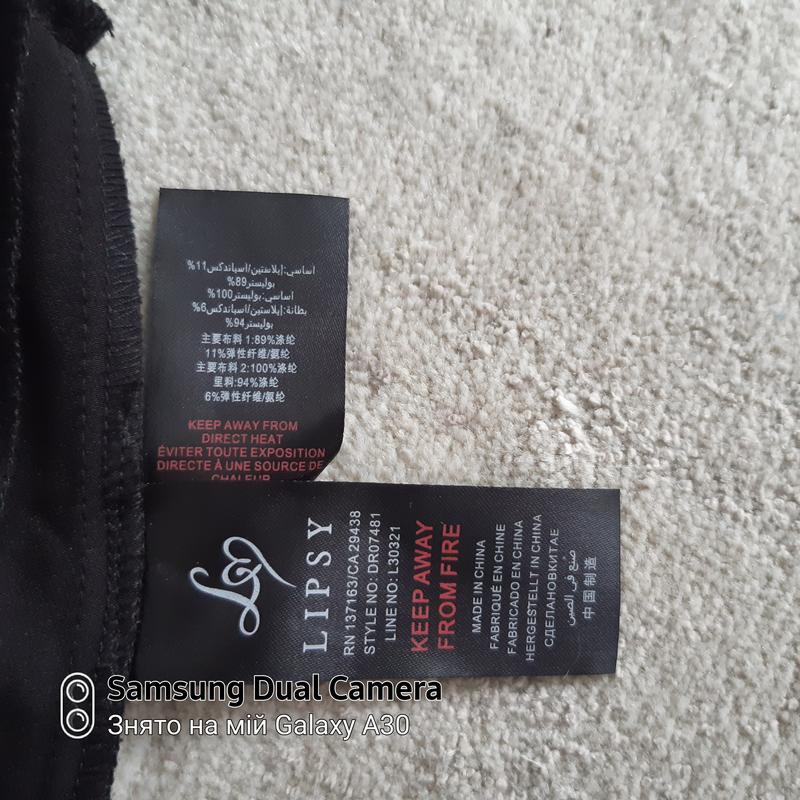 أساسي:إيلاستين/أسباندكس11%
بوليستر89%
أساسي:بوليستر100%
بطانة:إيلاستين/أسباندكس6%
بوليستر94%
主要布料 1:89%涤纶
11%弹性纤维/氨纶
主要布料 2:100%涤纶
里料:94%涤纶
6%弹性纤维/氨纶
KEEP AWAY FROM
DIRECT HEAT
ÉVITER TOUTE EXPOSITION
DIRECTE À UNE SOURCE DE
CHALEUR
LIPSY
RN 137163/CA 29438
STYLE NO: DR07481
LINE NO: L30321
KEEP AWAY
FROM FIRE
MADE IN CHINA
FABRIQUÉ EN CHINE
FABRICADO EN CHINA
HERGESTELLT IN CHINA
СДЕЛАНОВКИТАЕ
صنع في الصين
中国制造
Samsung Dual Camera
Знято на мій Galaxy A30